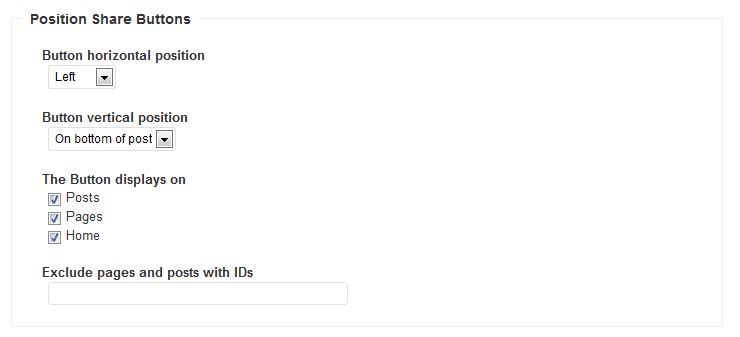 Position Share Buttons
Button horizontal position
Left
Button vertical position
On bottom of post
The Button displays on
Posts
Pages
Home
Exclude pages and posts with IDs